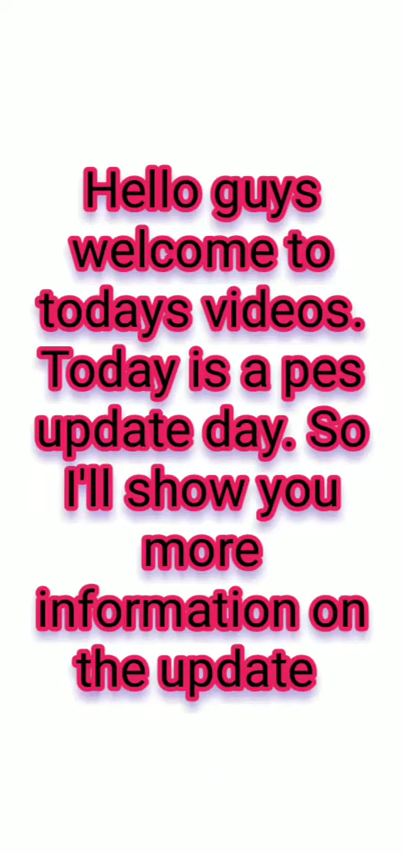 Hello guys
welcome to
todays videos.
Today is a pes
update day. So
I'll show you
more
information on
the update